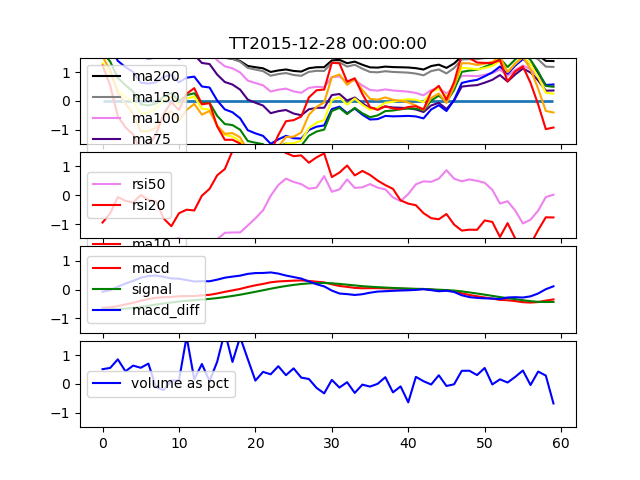 TT2015-12-28 00:00:00
1
0
−1
ma200
ma150
ma100
ma75
1
0
−1
rsi50
rsi20
ma10
1
0
−1
macd
signal
macd_diff
1
0
−1
volume as pct
0 10 20 30 40 50 60